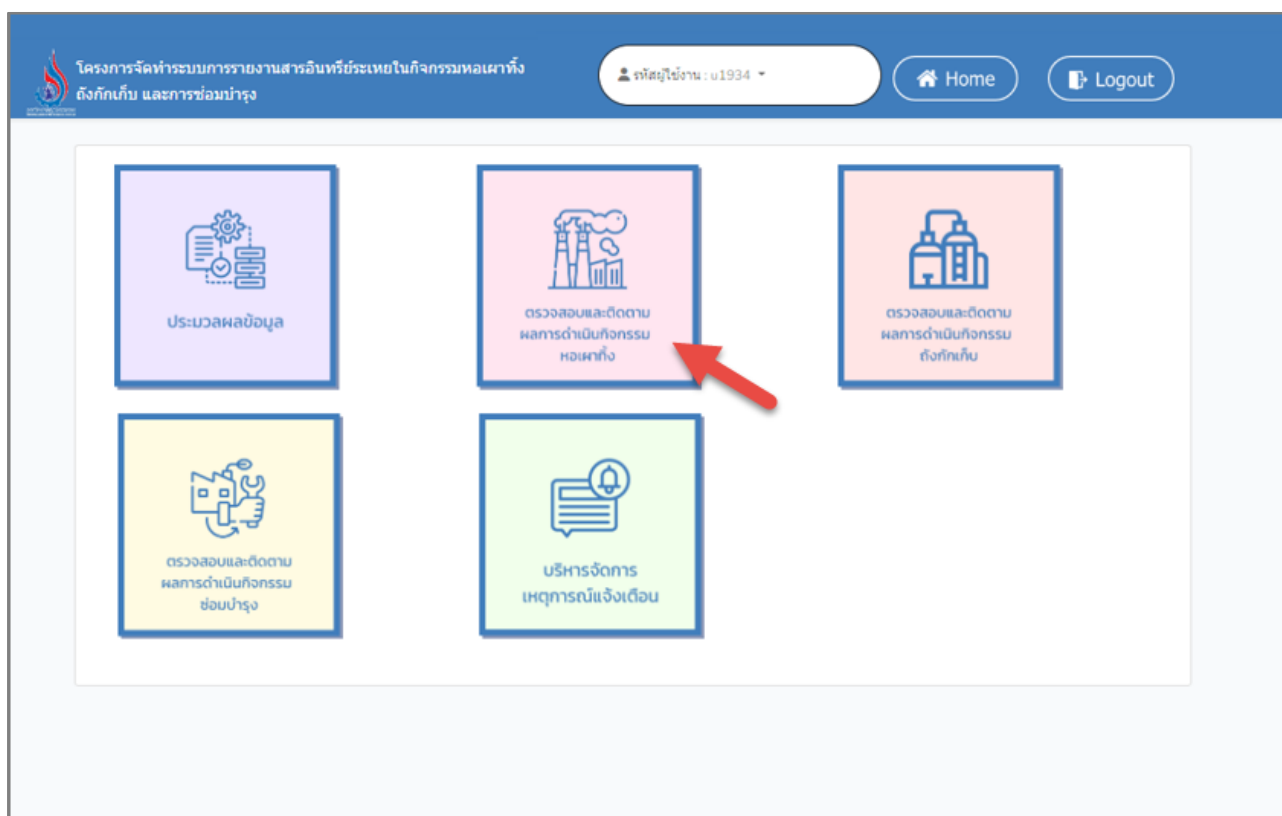 โครงการจัดทำระบบการรายงานสารอินทรีย์ระเหยในกิจกรรมหอเผาทิ้ง
ถังกักเก็บ และการซ่อมบำรุง
รหัสผู้ใช้งาน : u1934
Home
Logout
ประมวลผลข้อมูล
ตรวจสอบและติดตาม
ผลการดำเนินกิจกรรม
หอเผาทิ้ง
ตรวจสอบและติดตาม
ผลการดำเนินกิจกรรม
ถังกักเก็บ
ตรวจสอบและติดตาม
ผลการดำเนินกิจกรรม
ซ่อมบำรุง
บริหารจัดการ
เหตุการณ์แจ้งเตือน